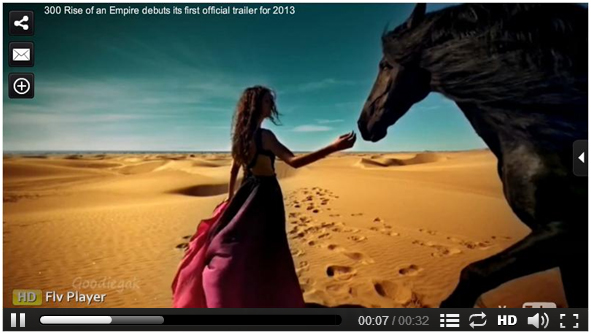 300 Rise of an Empire debuts its first official trailer for 2013
Goodlegak
HD Flv Player
00:07 / 00:32 HD